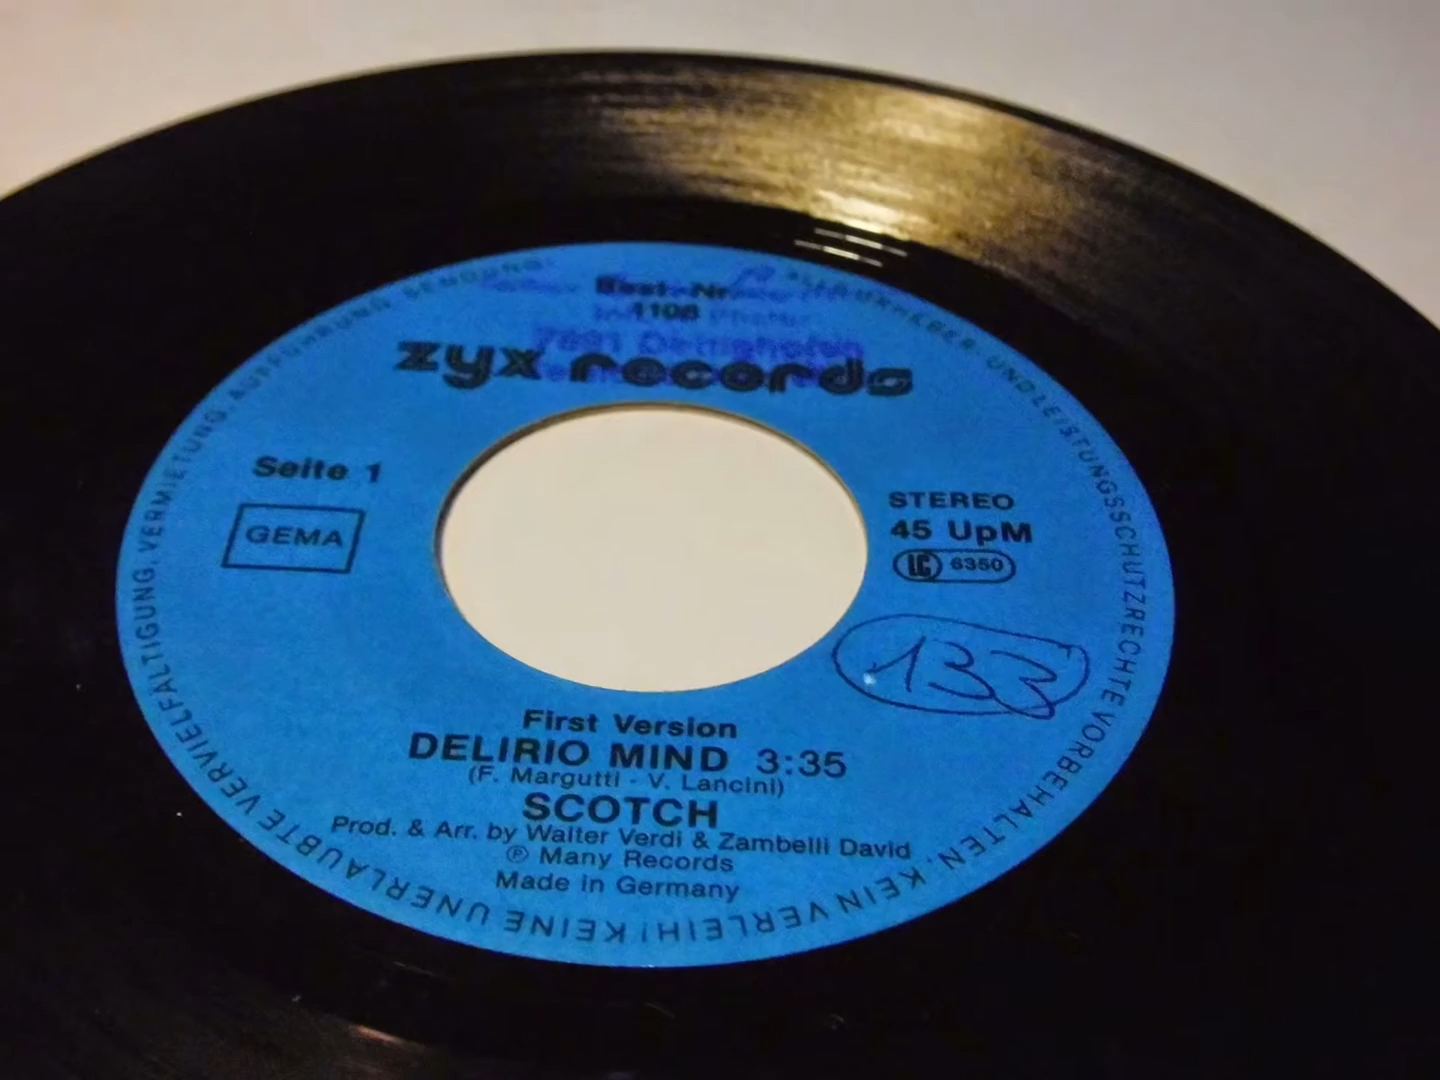 Best.-Nr.
1108
zyx records
Seite 1
GEMA
STEREO
45 UpM
LC 6350
133
First Version
DELIRIO MIND 3:35
(F. Margutti - V. Lancini)
SCOTCH
Prod. & Arr. by Walter Verdi & Zambelli David
℗ Many Records
Made in Germany
URHEBER- UND LEISTUNGSSCHUTZRECHTE VORBEHALTEN. KEIN VERLEIH! KEINE UNERLAUBTE VERVIELFÄLTIGUNG, VERMIETUNG, AUFFÜHRUNG, SENDUNG!